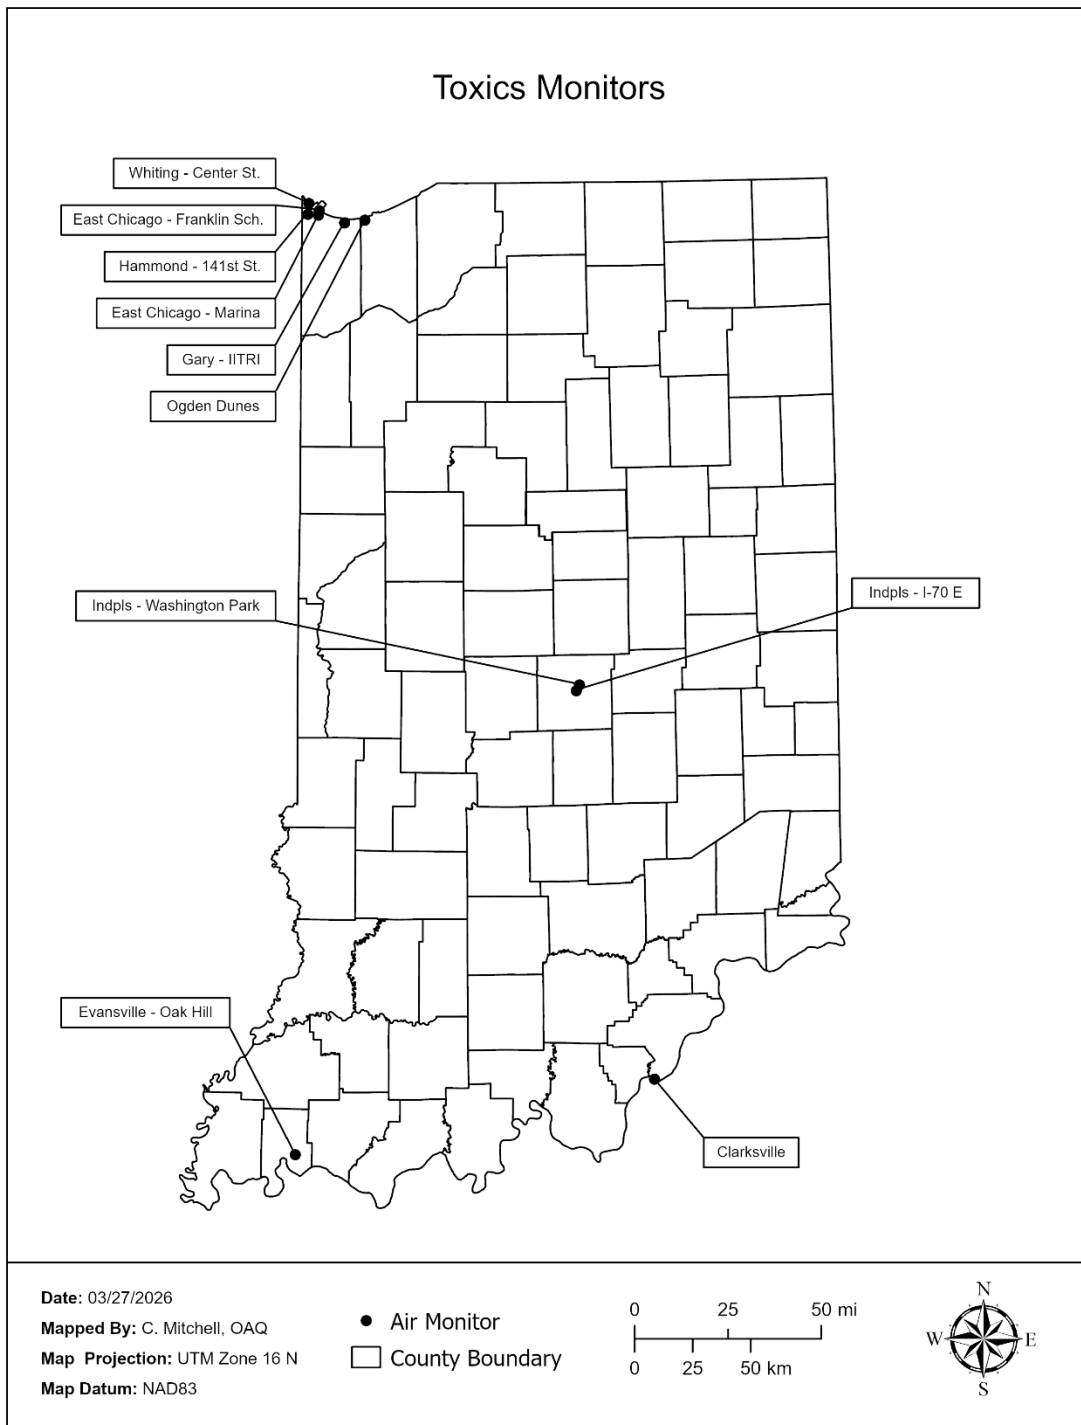 Toxics Monitors
Whiting - Center St.
East Chicago - Franklin Sch.
Hammond - 141st St.
East Chicago - Marina
Gary - IITRI
Ogden Dunes
Indpls - Washington Park
Indpls - I-70 E
Evansville - Oak Hill
Clarksville
Date: 03/27/2026
Mapped By: C. Mitchell, OAQ
Map Projection: UTM Zone 16 N
Map Datum: NAD83
Air Monitor
County Boundary
0 25 50 mi
0 25 50 km
N
W E
S